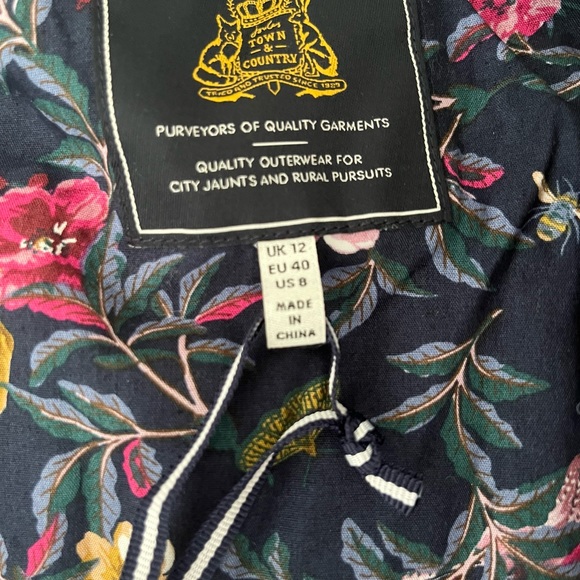 Joules
TOWN
&
COUNTRY
TRIED AND TRUSTED SINCE 1989
PURVEYORS OF QUALITY GARMENTS
QUALITY OUTERWEAR FOR
CITY JAUNTS AND RURAL PURSUITS
UK 12
EU 40
US 8
MADE
IN
CHINA